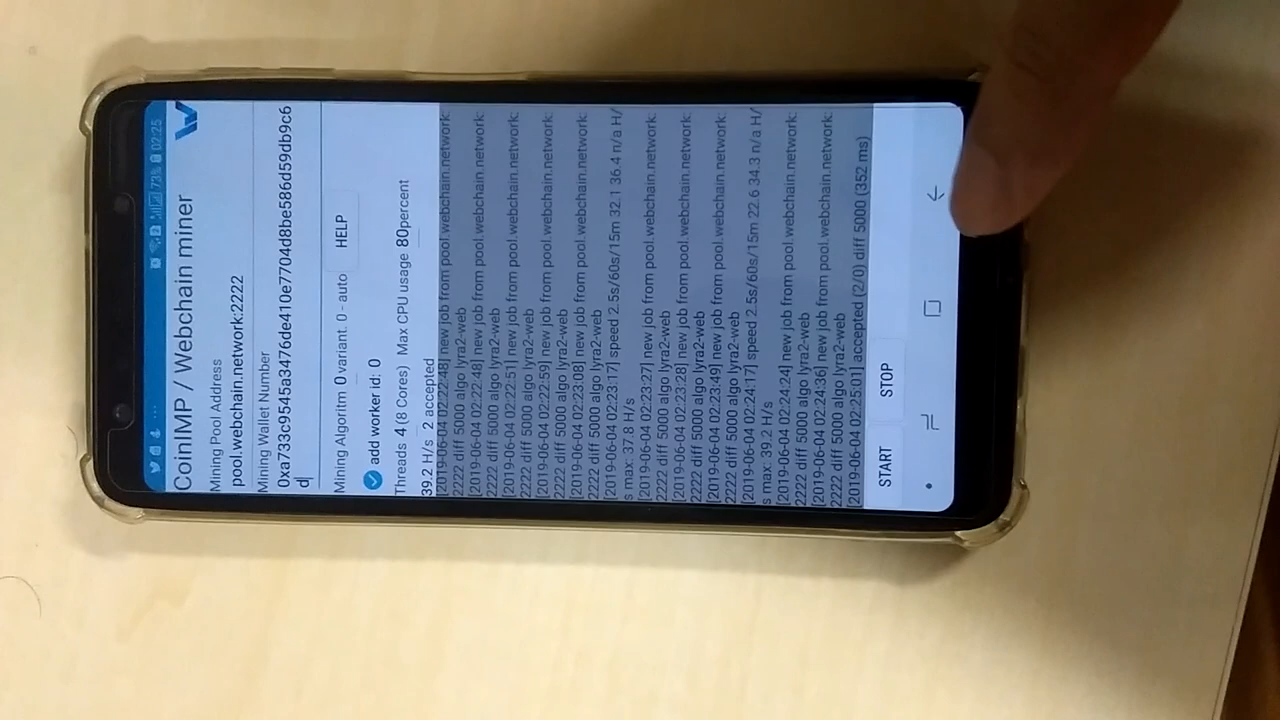 73% 02:25
CoinIMP / Webchain miner
Mining Pool Address
pool.webchain.network:2222
Mining Wallet Number
0xa733c9545a3476de410e7704d8be586d59db9c6
d
Mining Algoritm 0 variant. 0 - auto HELP
add worker id: 0
Threads 4 (8 Cores) Max CPU usage 80percent
39.2 H/s 2 accepted
[2019-06-04 02:22:48] new job from pool.webchain.network:
2222 diff 5000 algo lyra2-web
[2019-06-04 02:22:48] new job from pool.webchain.network:
2222 diff 5000 algo lyra2-web
[2019-06-04 02:22:51] new job from pool.webchain.network:
2222 diff 5000 algo lyra2-web
[2019-06-04 02:22:59] new job from pool.webchain.network:
2222 diff 5000 algo lyra2-web
[2019-06-04 02:23:08] new job from pool.webchain.network:
2222 diff 5000 algo lyra2-web
[2019-06-04 02:23:17] speed 2.5s/60s/15m 32.1 36.4 n/a H/
s max: 37.8 H/s
[2019-06-04 02:23:27] new job from pool.webchain.network:
2222 diff 5000 algo lyra2-web
[2019-06-04 02:23:28] new job from pool.webchain.network:
2222 diff 5000 algo lyra2-web
[2019-06-04 02:23:49] new job from pool.webchain.network:
2222 diff 5000 algo lyra2-web
[2019-06-04 02:24:17] speed 2.5s/60s/15m 22.6 34.3 n/a H/
s max: 39.2 H/s
[2019-06-04 02:24:24] new job from pool.webchain.network:
2222 diff 5000 algo lyra2-web
[2019-06-04 02:24:36] new job from pool.webchain.network:
2222 diff 5000 algo lyra2-web
[2019-06-04 02:25:01] accepted (2/0) diff 5000 (352 ms)
START STOP